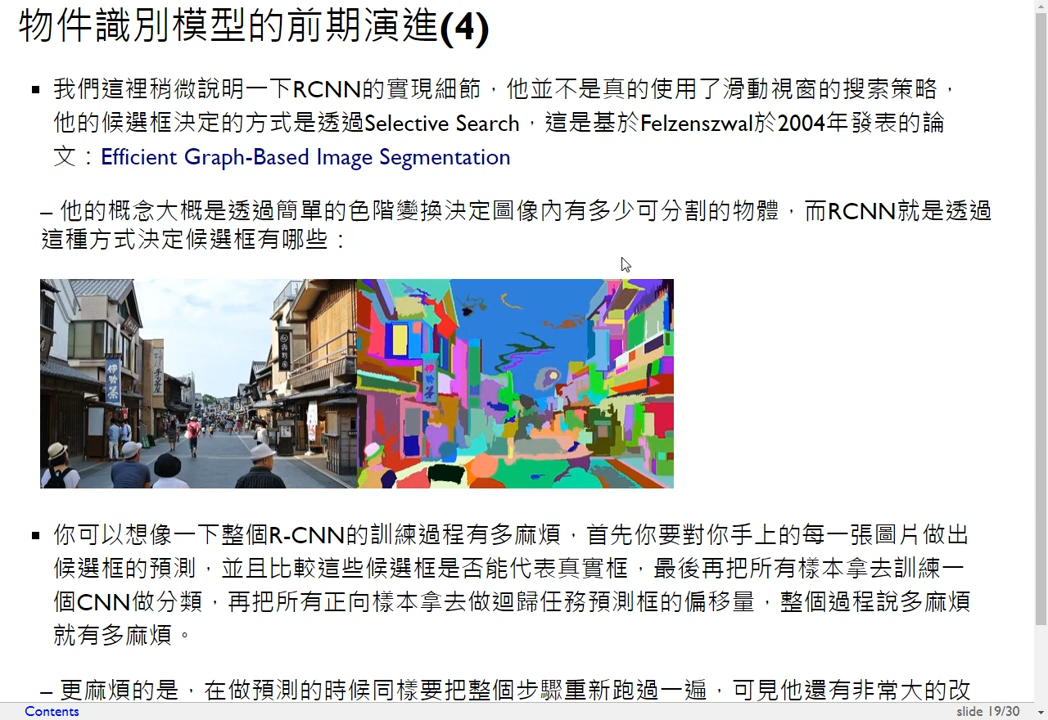 物件識別模型的前期演進(4)
我們這裡稍微說明一下RCNN的實現細節，他並不是真的使用了滑動視窗的搜索策略，
他的候選框決定的方式是透過Selective Search，這是基於Felzenszwal於2004年發表的論
文：Efficient Graph-Based Image Segmentation
– 他的概念大概是透過簡單的色階變換決定圖像內有多少可分割的物體，而RCNN就是透過
這種方式決定候選框有哪些：
你可以想像一下整個R-CNN的訓練過程有多麻煩，首先你要對你手上的每一張圖片做出
候選框的預測，並且比較這些候選框是否能代表真實框，最後再把所有樣本拿去訓練一
個CNN做分類，再把所有正向樣本拿去做迴歸任務預測框的偏移量，整個過程說多麻煩
就有多麻煩。
– 更麻煩的是，在做預測的時候同樣要把整個步驟重新跑過一遍，可見他還有非常大的改
Contents
slide 19/30